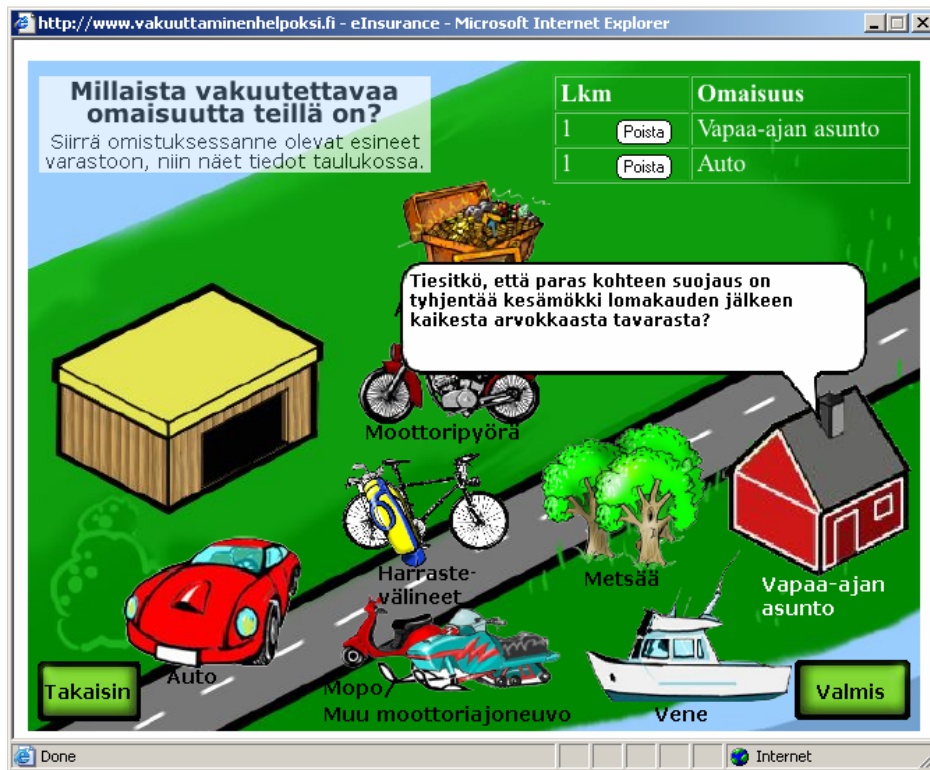 http://www.vakuuttaminenhelpoksi.fi - eInsurance - Microsoft Internet Explorer
Millaista vakuutettavaa
omaisuutta teillä on?
Siirrä omistuksessanne olevat esineet
varastoon, niin näet tiedot taulukossa.
Lkm Omaisuus
1 Poista Vapaa-ajan asunto
1 Poista Auto
Tiesitkö, että paras kohteen suojaus on
tyhjentää kesämökki lomakauden jälkeen
kaikesta arvokkaasta tavarasta?
Moottoripyörä
Harraste-
välineet
Metsää
Vapaa-ajan
asunto
Auto
Mopo/
Muu moottoriajoneuvo
Vene
Takaisin
Valmis
Done
Internet